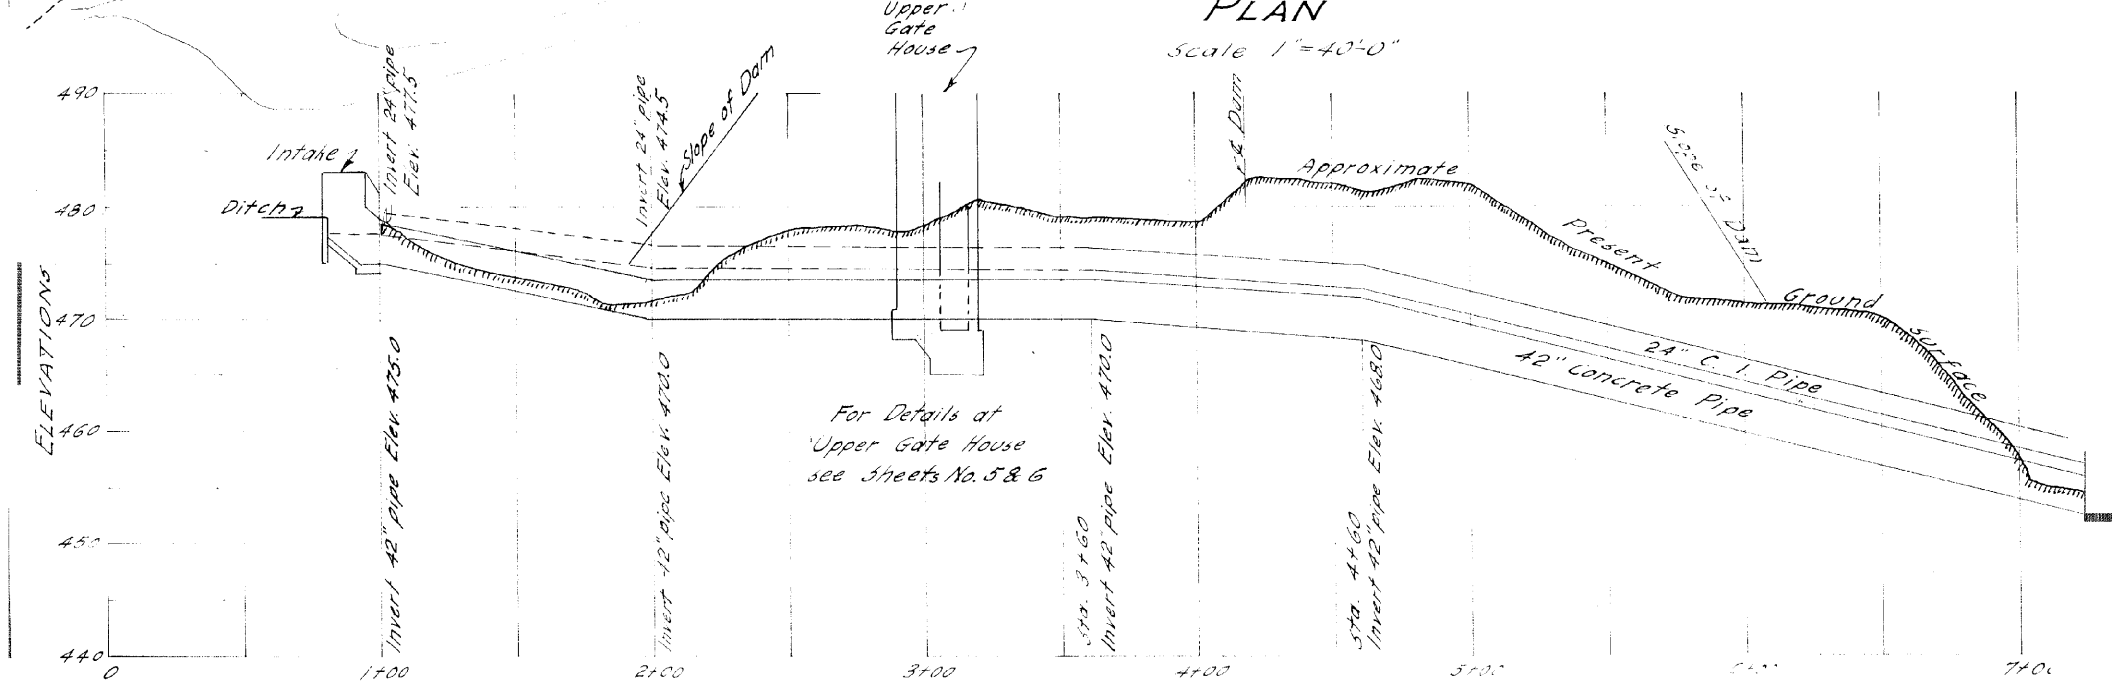 PLAN
Scale 1"=40'-0"
Upper
Gate
House
490
480
470
460
450
440
ELEVATIONS
Intake
Ditch
Invert 24" pipe
Elev. 477.5
Invert 24" pipe
Elev. 474.5
Slope of Dam
₵ Dam
Approximate
Present
Ground
Surface
Slope of Dam
24" C. I. Pipe
42" Concrete Pipe
For Details at
Upper Gate House
see Sheets No. 5 & 6
Invert 42" pipe Elev. 475.0
Invert 42" pipe Elev. 470.0
Sta. 3+60
Invert 42" pipe Elev. 470.0
Sta. 4+60
Invert 42" pipe Elev. 468.0
0
1+00
2+00
3+00
4+00
5+00
7+00